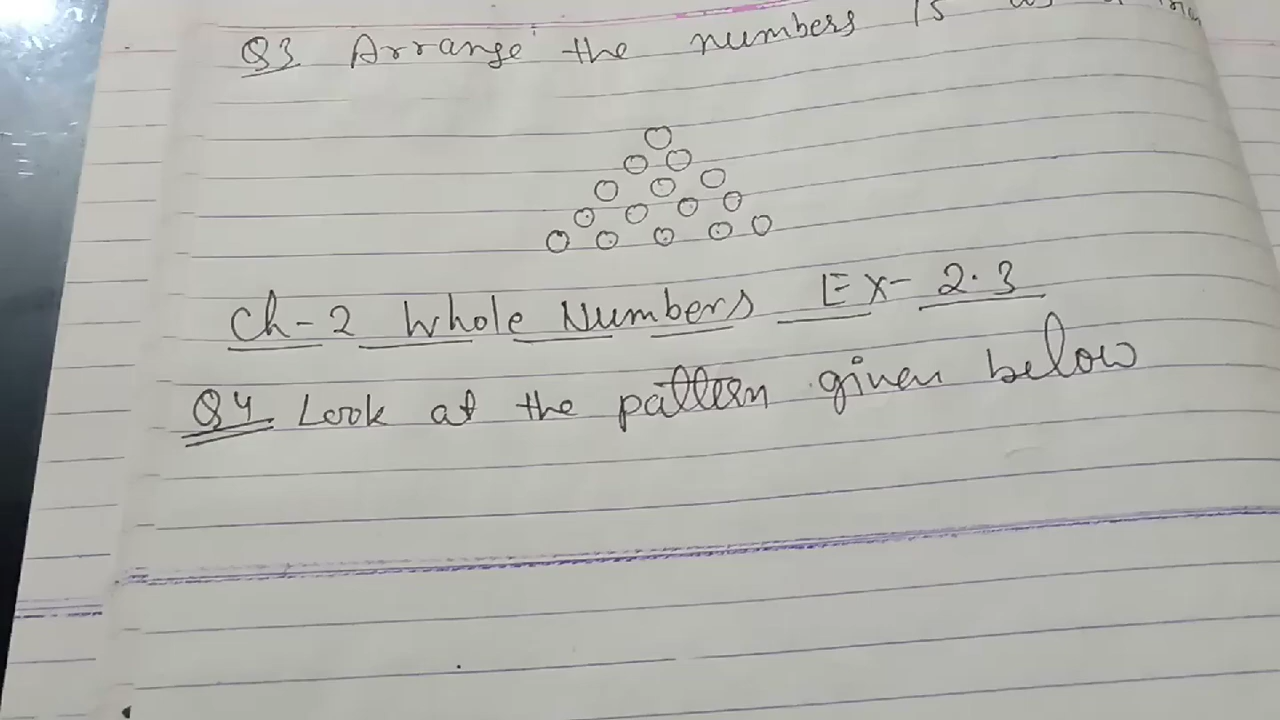 Q3 Arrange the numbers 15 as a
Ch-2 Whole Numbers Ex- 2.3
Q4 Look at the pattern given below